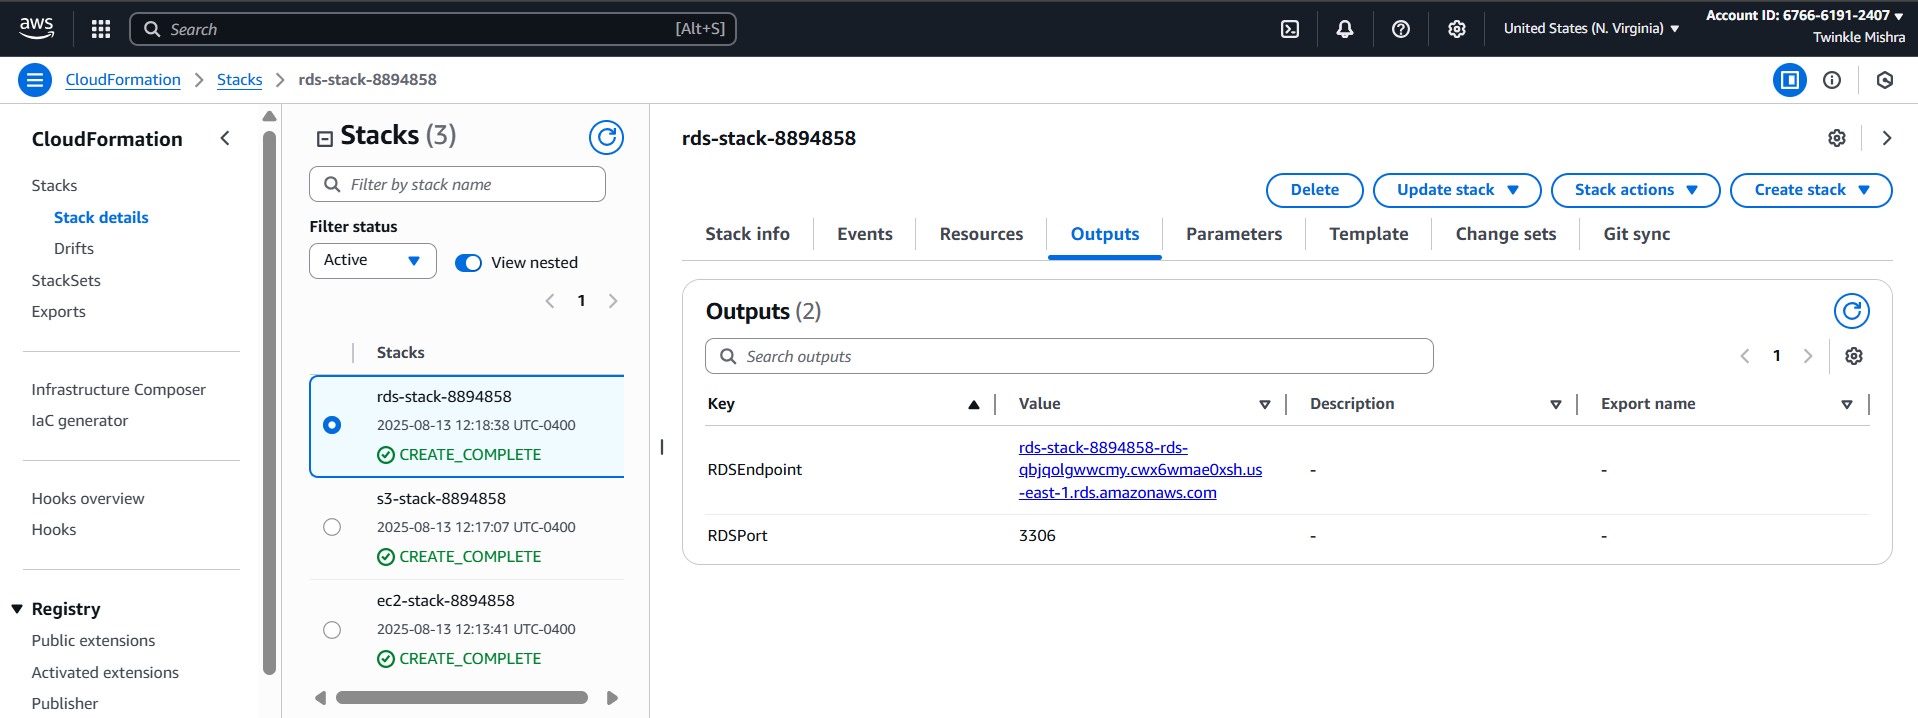 aws
Search [Alt+S]
United States (N. Virginia)
Account ID: 6766-6191-2407
Twinkle Mishra
CloudFormation
Stacks
rds-stack-8894858
CloudFormation
Stacks
Stack details
Drifts
StackSets
Exports
Infrastructure Composer
IaC generator
Hooks overview
Hooks
Registry
Public extensions
Activated extensions
Publisher
Stacks (3)
Filter by stack name
Filter status
Active
View nested
1
Stacks
rds-stack-8894858
2025-08-13 12:18:38 UTC-0400
CREATE_COMPLETE
s3-stack-8894858
2025-08-13 12:17:07 UTC-0400
CREATE_COMPLETE
ec2-stack-8894858
2025-08-13 12:13:41 UTC-0400
CREATE_COMPLETE
rds-stack-8894858
Delete Update stack Stack actions Create stack
Stack info Events Resources Outputs Parameters Template Change sets Git sync
Outputs (2)
Search outputs
1
Key Value Description Export name
RDSEndpoint
rds-stack-8894858-rds-
qbjqolgwwcmy.cwx6wmae0xsh.us
-east-1.rds.amazonaws.com
- -
RDSPort 3306 - -